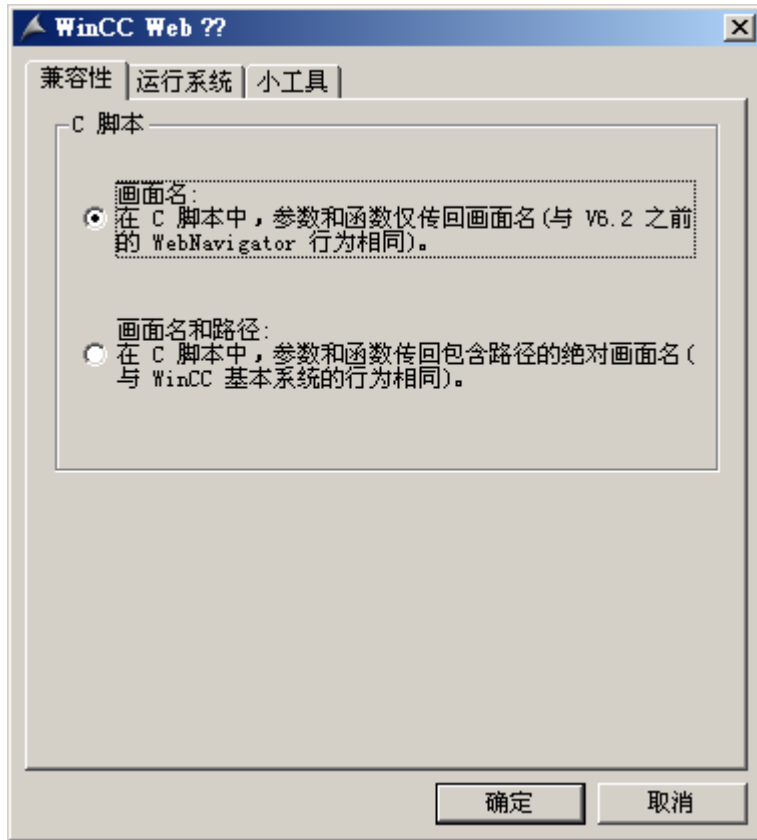 WinCC Web ??
兼容性 运行系统 小工具
C 脚本
画面名:
在 C 脚本中，参数和函数仅传回画面名(与 V6.2 之前
的 WebNavigator 行为相同)。
画面名和路径:
在 C 脚本中，参数和函数传回包含路径的绝对画面名(
与 WinCC 基本系统的行为相同)。
确定 取消